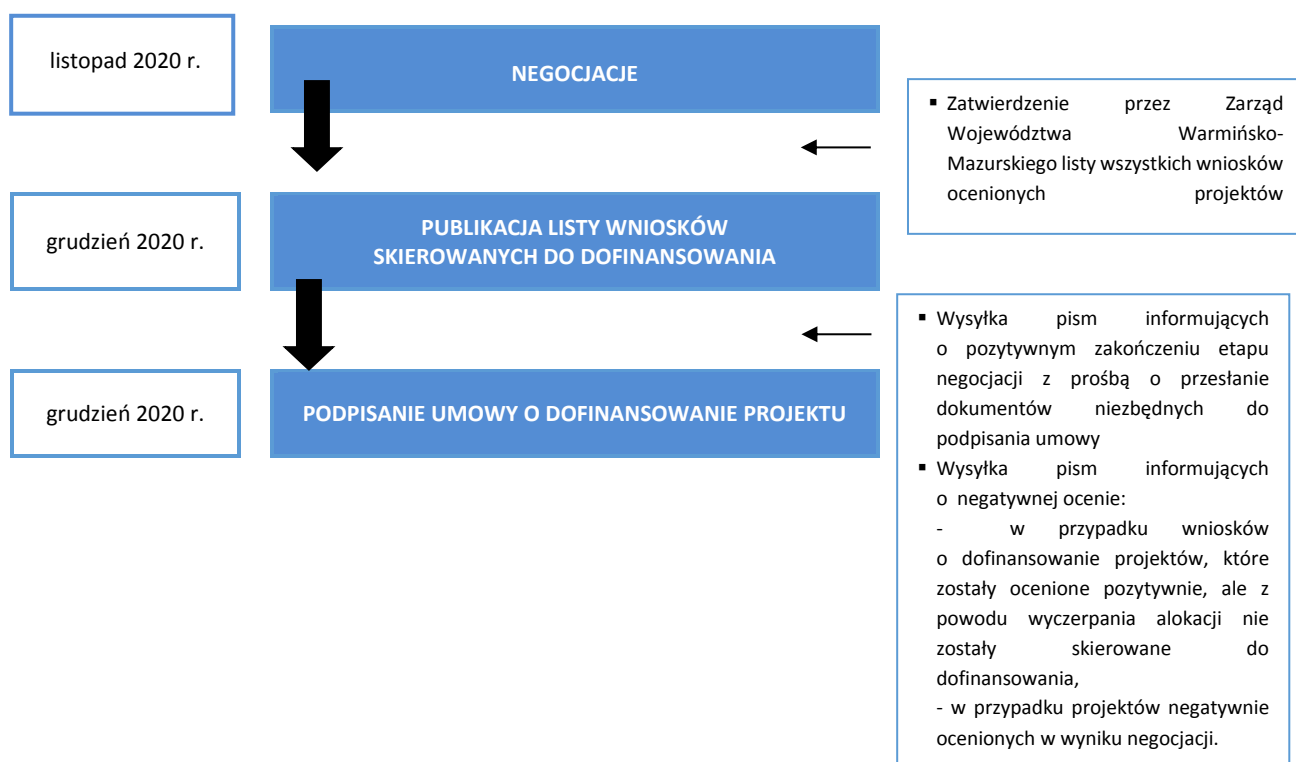 listopad 2020 r.
NEGOCJACJE
▪ Zatwierdzenie przez Zarząd
Województwa Warmińsko-
Mazurskiego listy wszystkich wniosków
ocenionych projektów
grudzień 2020 r.
PUBLIKACJA LISTY WNIOSKÓW
SKIEROWANYCH DO DOFINANSOWANIA
▪ Wysyłka pism informujących
o pozytywnym zakończeniu etapu
negocjacji z prośbą o przesłanie
dokumentów niezbędnych do
podpisania umowy
▪ Wysyłka pism informujących
o negatywnej ocenie:
- w przypadku wniosków
o dofinansowanie projektów, które
zostały ocenione pozytywnie, ale z
powodu wyczerpania alokacji nie
zostały skierowane do
dofinansowania,
- w przypadku projektów negatywnie
ocenionych w wyniku negocjacji.
grudzień 2020 r.
PODPISANIE UMOWY O DOFINANSOWANIE PROJEKTU